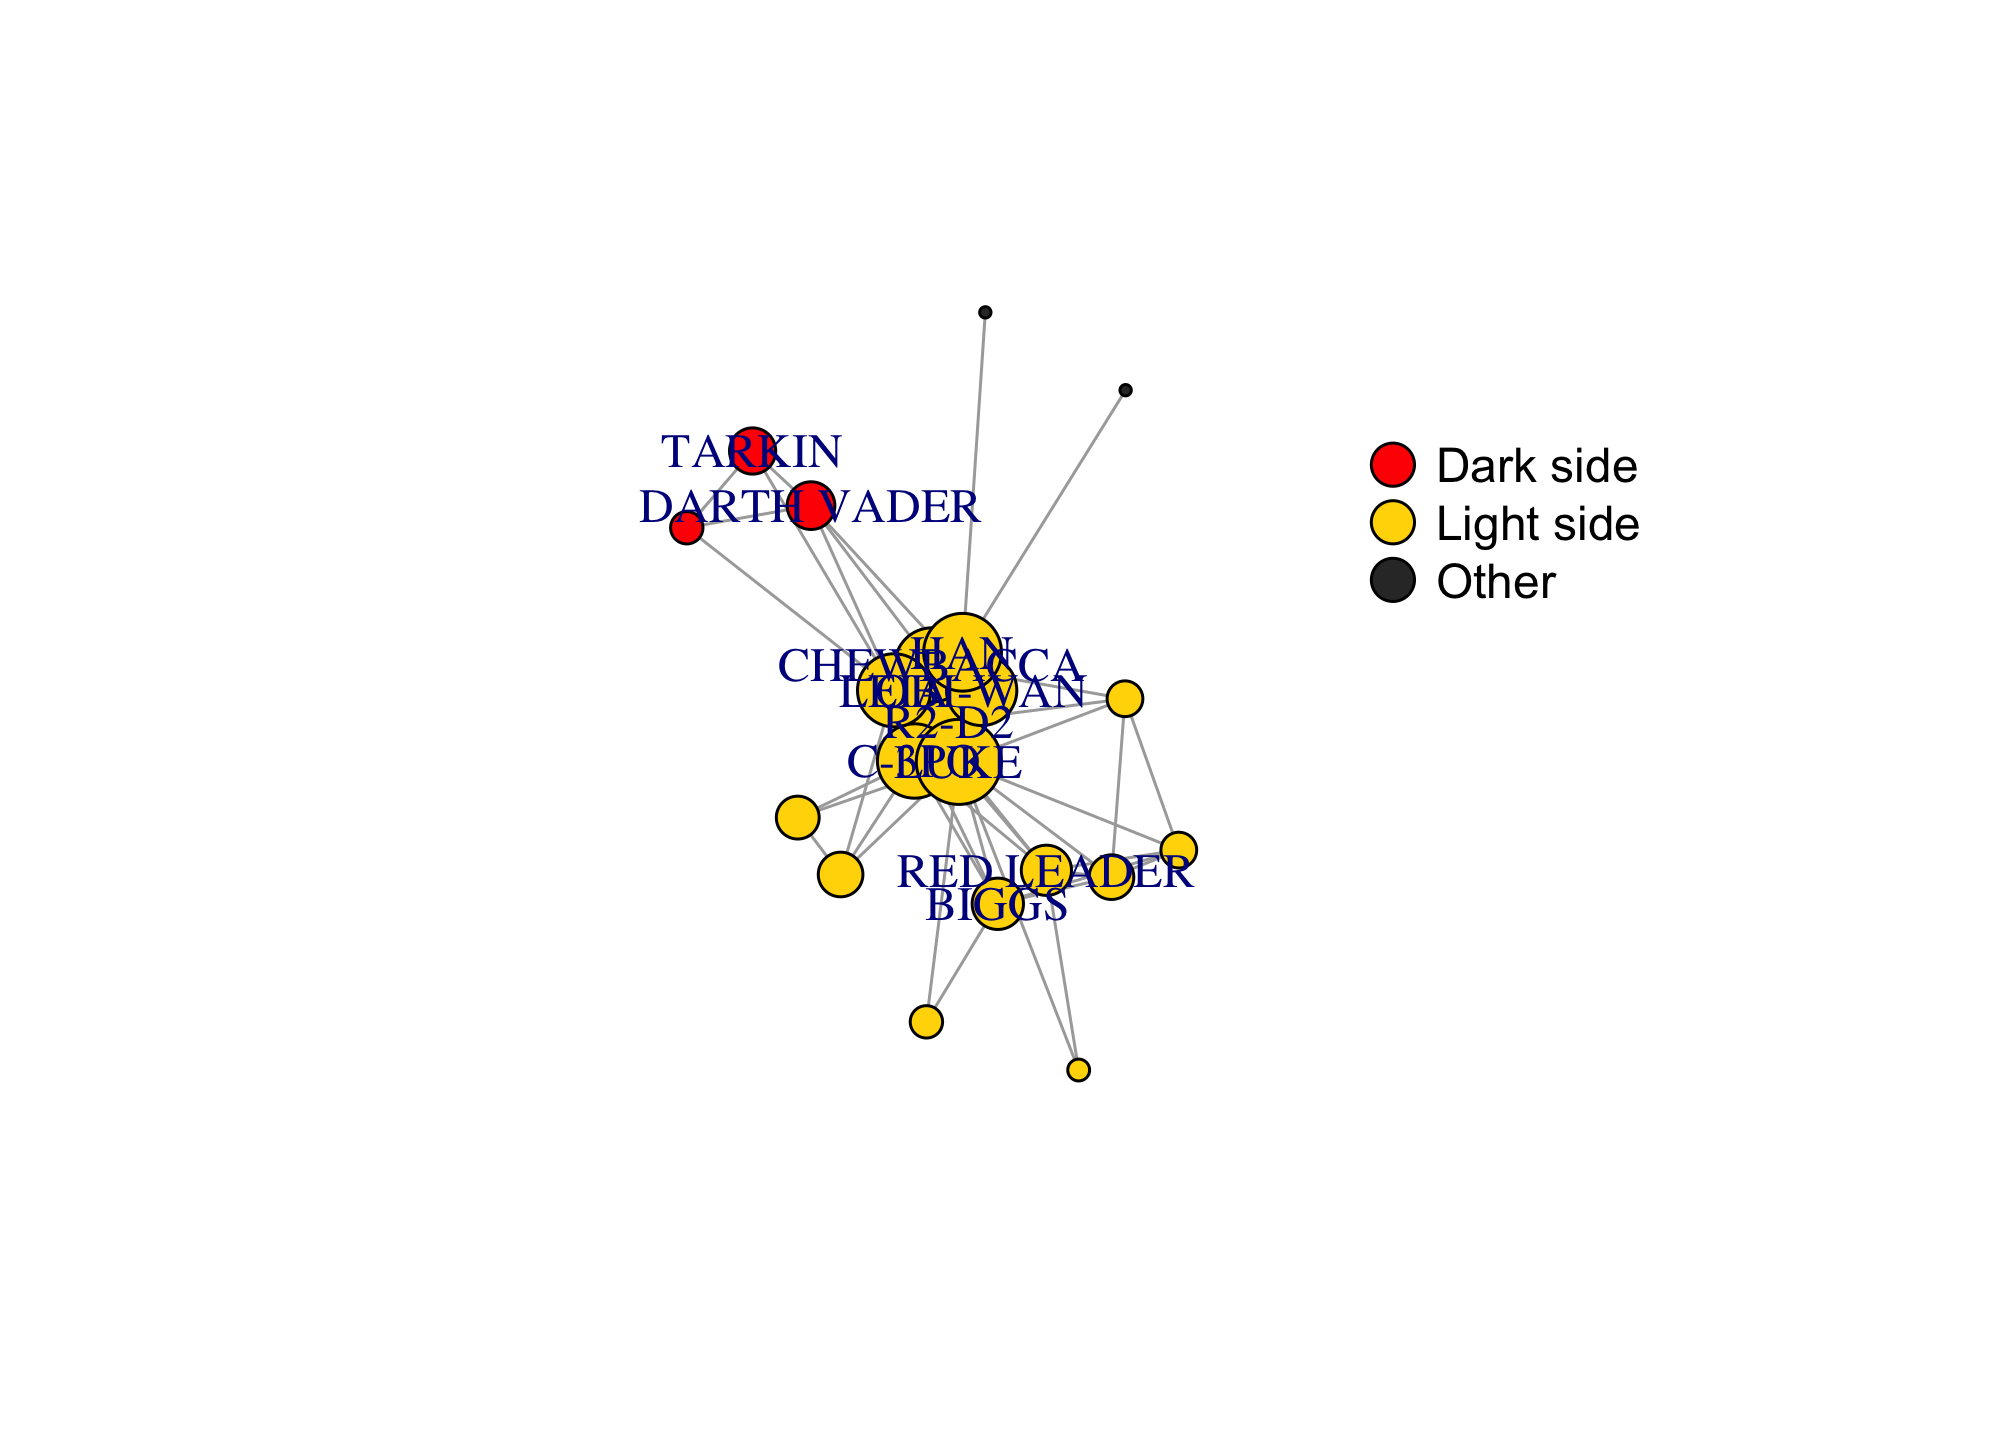 TARKIN
DARTH VADER
HAN
CHEWBACCA
LEIA
OBI-WAN
R2-D2
C-3PO
LUKE
RED LEADER
BIGGS
Dark side
Light side
Other